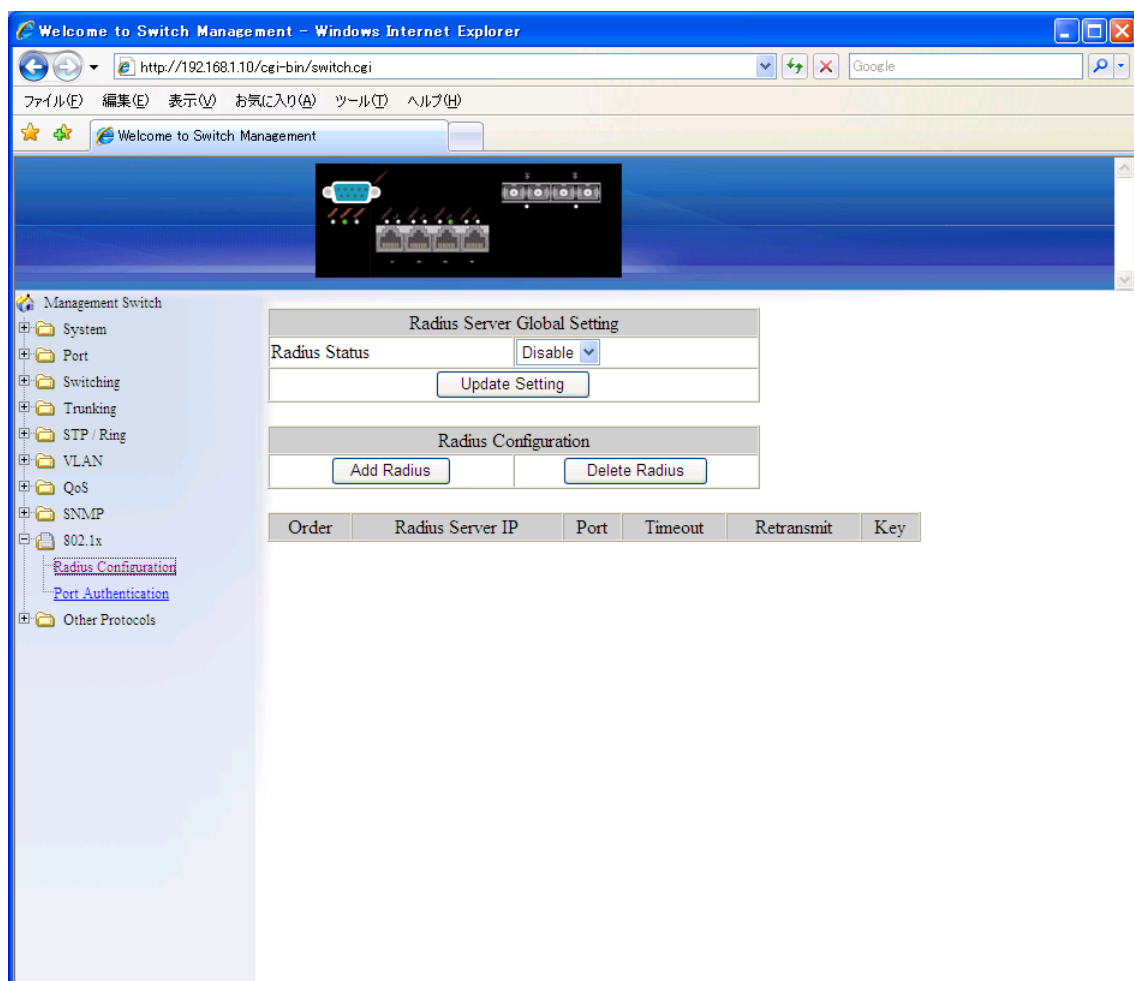 Welcome to Switch Management - Windows Internet Explorer
http://192.168.1.10/cgi-bin/switch.cgi
Google
ファイル(F) 編集(E) 表示(V) お気に入り(A) ツール(T) ヘルプ(H)
Welcome to Switch Management
Management Switch
System
Port
Switching
Trunking
STP / Ring
VLAN
QoS
SNMP
802.1x
Radius Configuration
Port Authentication
Other Protocols
Radius Server Global Setting
Radius Status Disable
Update Setting
Radius Configuration
Add Radius Delete Radius
Order Radius Server IP Port Timeout Retransmit Key